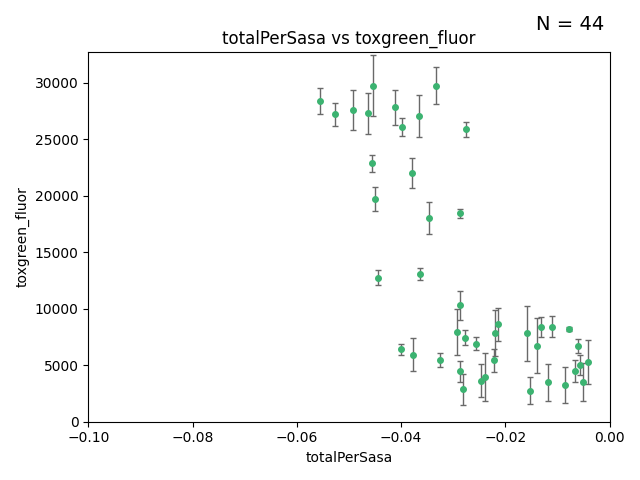 N = 44
totalPerSasa vs toxgreen_fluor
30000
25000
20000
15000
10000
5000
0
toxgreen_fluor
−0.10 −0.08 −0.06 −0.04 −0.02 0.00
totalPerSasa